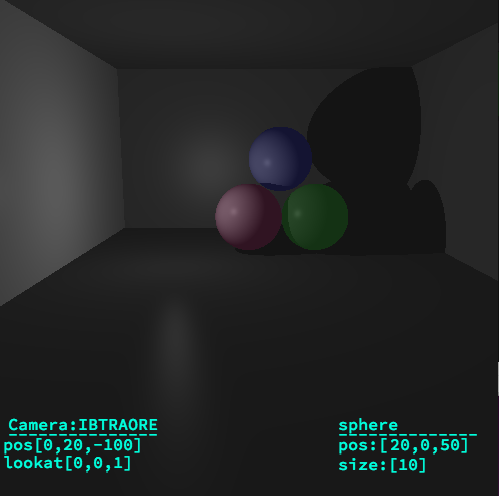 Camera:IBTRAORE
---------------
pos[0,20,-100]
lookat[0,0,1]
sphere
--------------
pos:[20,0,50]
size:[10]